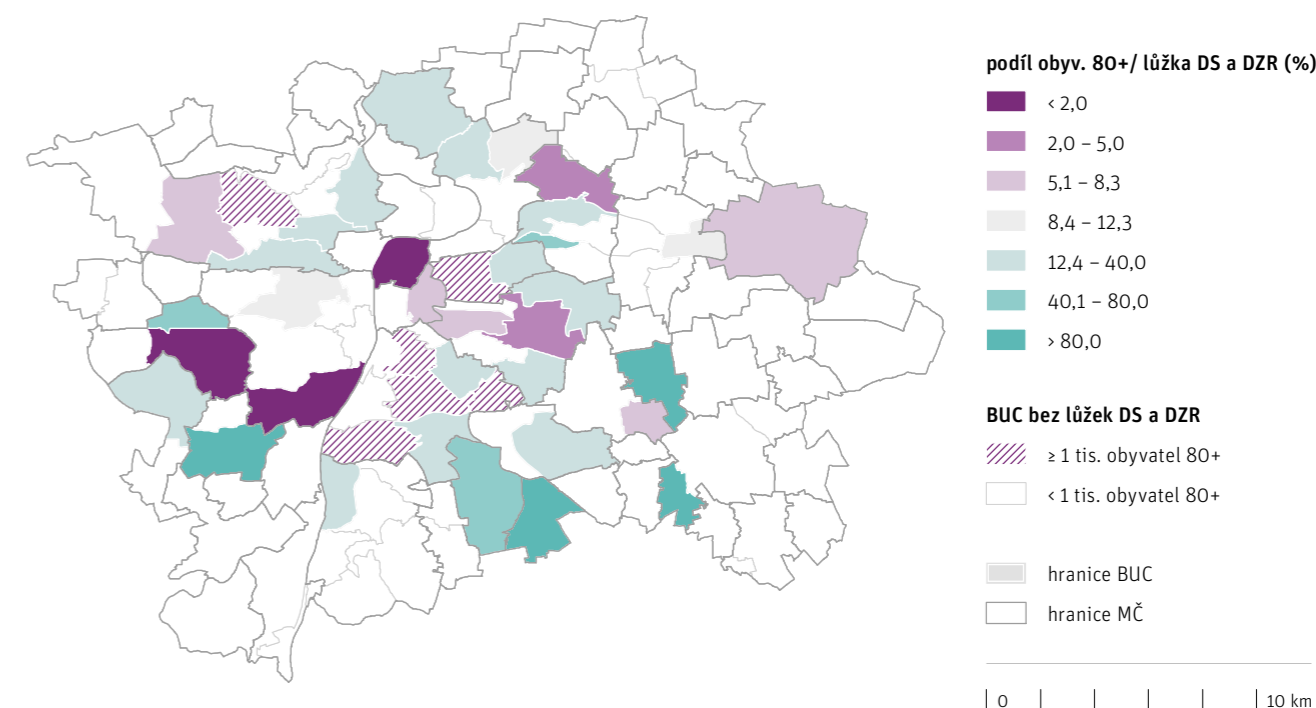 podíl obyv. 80+/ lůžka DS a DZR (%)
< 2,0
2,0 – 5,0
5,1 – 8,3
8,4 – 12,3
12,4 – 40,0
40,1 – 80,0
> 80,0
BUC bez lůžek DS a DZR
≥ 1 tis. obyvatel 80+
< 1 tis. obyvatel 80+
hranice BUC
hranice MČ
0 10 km